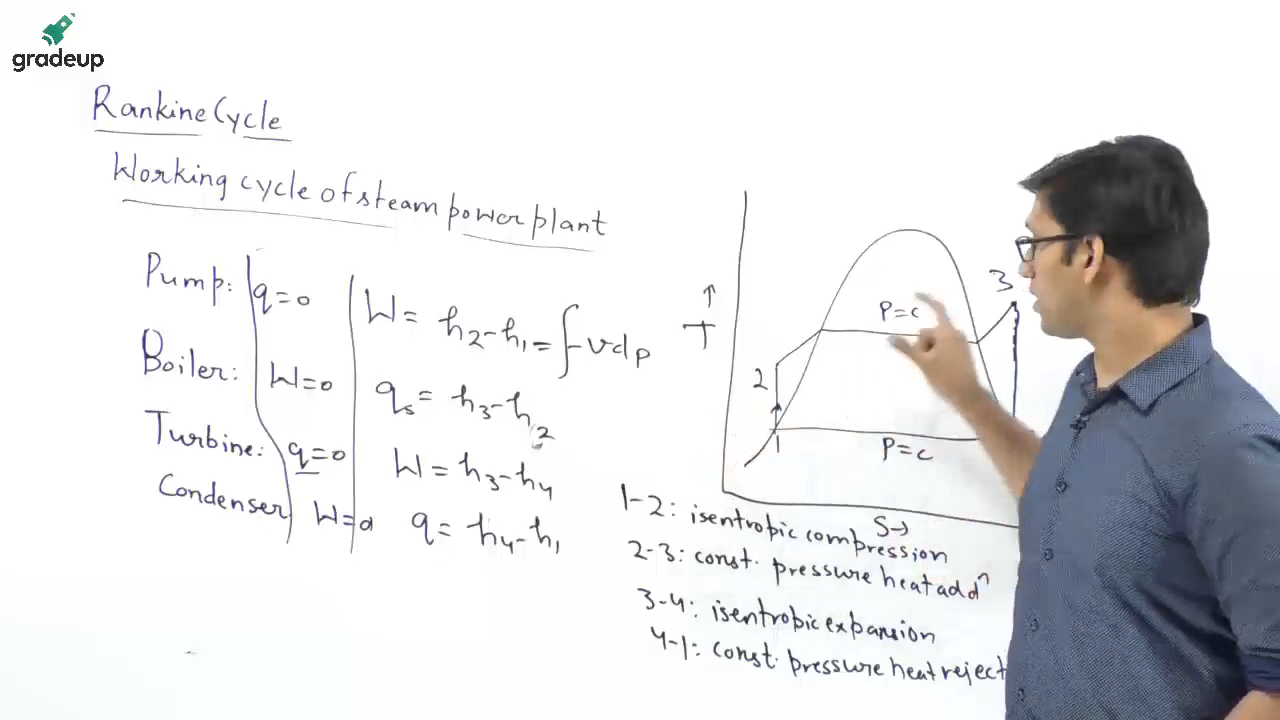 gradeup
Rankine Cycle
Working cycle of steam power plant
Pump: q=0 W = h2-h1 = ∫-vdp
Boiler: W=0 qs = h3-h2
Turbine: q=0 W = h3-h4
Condenser W=0 q = h4-h1
T ↑
3
P=c
2
1
P=c
S→
1-2: isentropic compression
2-3: const. pressure heat addn
3-4: isentropic expansion
4-1: const. pressure heat reject